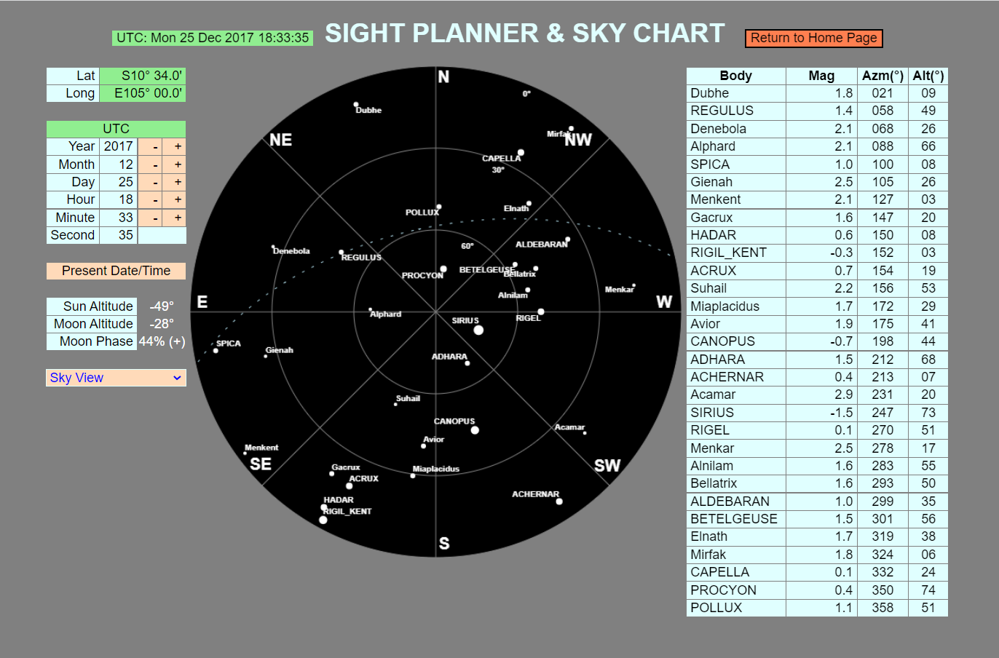 UTC: Mon 25 Dec 2017 18:33:35
SIGHT PLANNER & SKY CHART
Return to Home Page
Lat S10° 34.0'
Long E105° 00.0'
UTC
Year 2017 - +
Month 12 - +
Day 25 - +
Hour 18 - +
Minute 33 - +
Second 35
Present Date/Time
Sun Altitude -49°
Moon Altitude -28°
Moon Phase 44% (+)
Sky View
N
0°
Dubhe
Mirfak
NE
NW
CAPELLA
30°
Elnath
POLLUX
ALDEBARAN
60°
Denebola
REGULUS
BETELGEUSE
PROCYON
Bellatrix
Menkar
Alnilam
E
W
Alphard
RIGEL
SIRIUS
SPICA
Gienah
ADHARA
Suhail
CANOPUS
Acamar
Avior
Menkent
SE
SW
Gacrux
Miaplacidus
ACRUX
ACHERNAR
HADAR
RIGIL_KENT
S
Body Mag Azm(°) Alt(°)
Dubhe 1.8 021 09
REGULUS 1.4 058 49
Denebola 2.1 068 26
Alphard 2.1 088 66
SPICA 1.0 100 08
Gienah 2.5 105 26
Menkent 2.1 127 03
Gacrux 1.6 147 20
HADAR 0.6 150 08
RIGIL_KENT -0.3 152 03
ACRUX 0.7 154 19
Suhail 2.2 156 53
Miaplacidus 1.7 172 29
Avior 1.9 175 41
CANOPUS -0.7 198 44
ADHARA 1.5 212 68
ACHERNAR 0.4 213 07
Acamar 2.9 231 20
SIRIUS -1.5 247 73
RIGEL 0.1 270 51
Menkar 2.5 278 17
Alnilam 1.6 283 55
Bellatrix 1.6 293 50
ALDEBARAN 1.0 299 35
BETELGEUSE 1.5 301 56
Elnath 1.7 319 38
Mirfak 1.8 324 06
CAPELLA 0.1 332 24
PROCYON 0.4 350 74
POLLUX 1.1 358 51